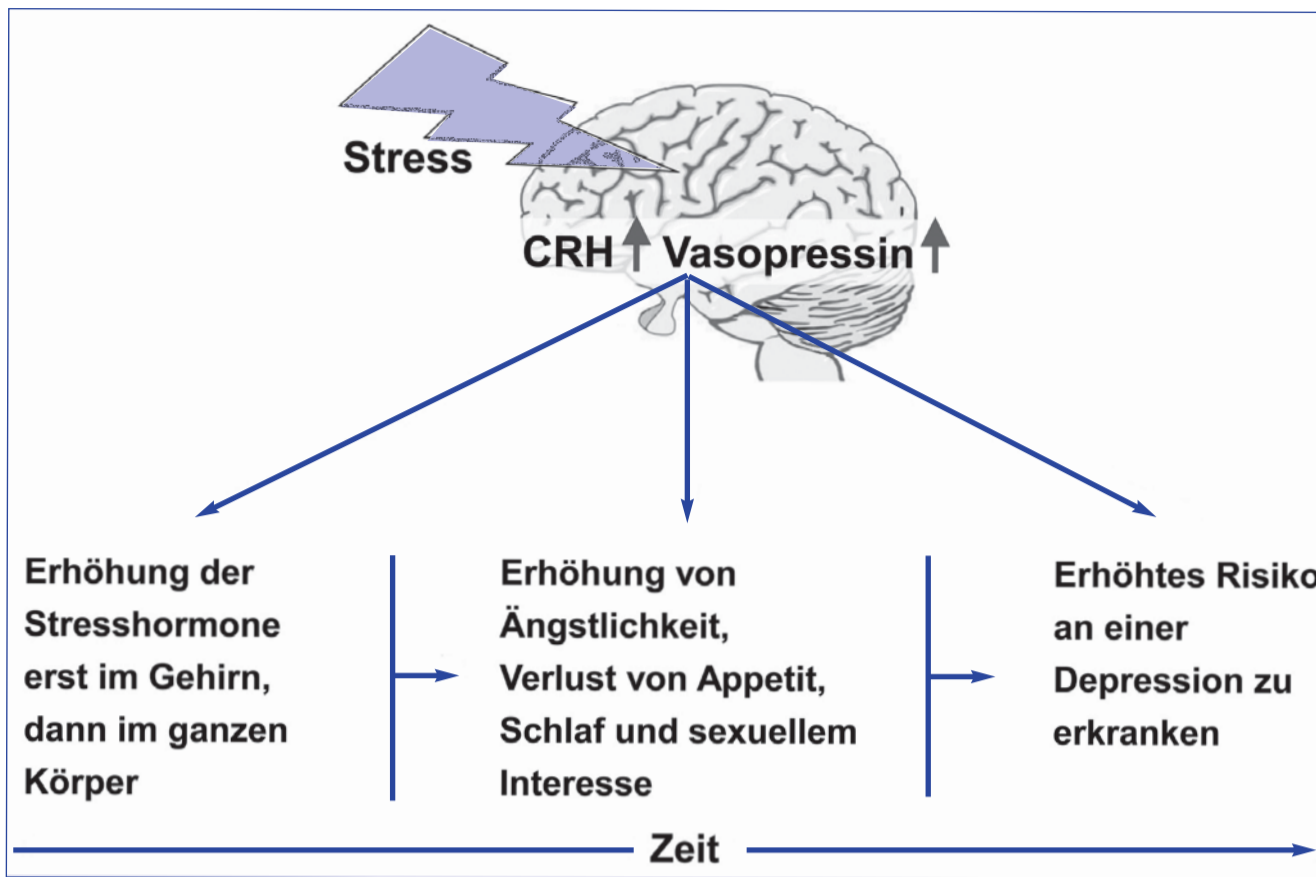 Stress
CRH Vasopressin
Erhöhung der
Stresshormone
erst im Gehirn,
dann im ganzen
Körper
Erhöhung von
Ängstlichkeit,
Verlust von Appetit,
Schlaf und sexuellem
Interesse
Erhöhtes Risiko
an einer
Depression zu
erkranken
Zeit